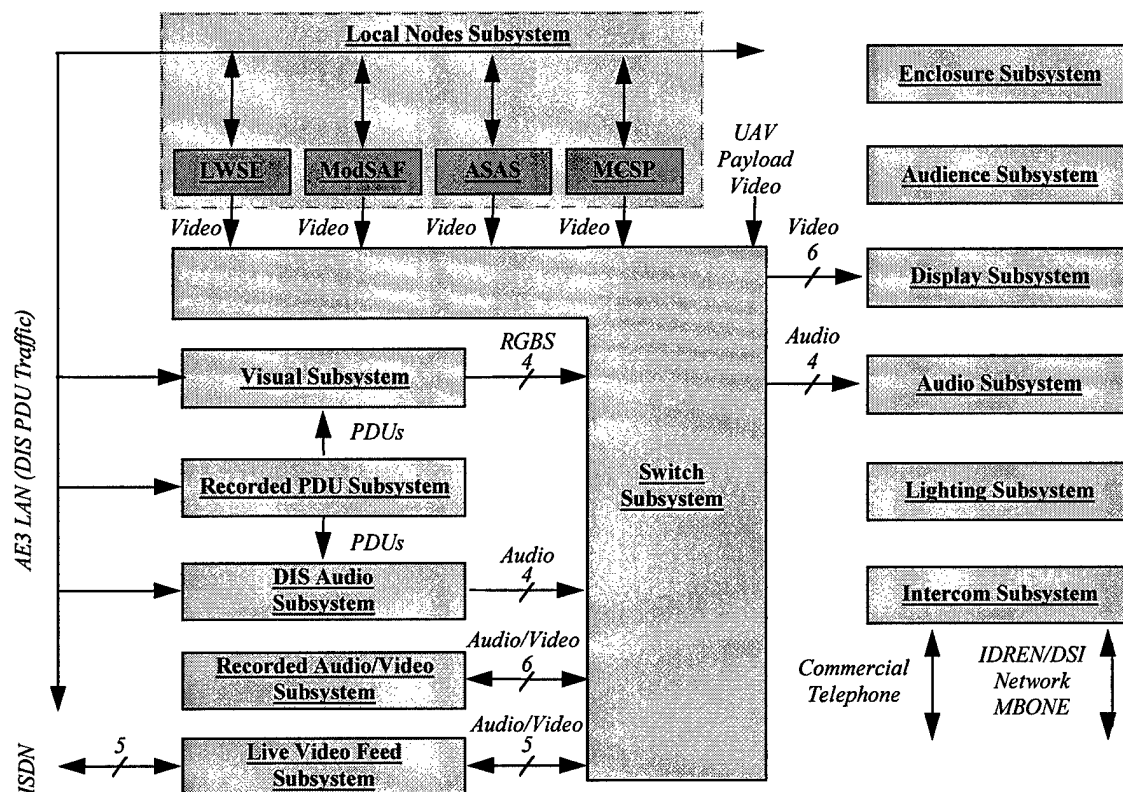 Local Nodes Subsystem
LWSE
ModSAF
ASAS
MCSP
Video
Video
Video
Video
UAV
Payload
Video
Enclosure Subsystem
Audience Subsystem
Video
6
Display Subsystem
Audio
4
Audio Subsystem
Lighting Subsystem
Intercom Subsystem
Commercial
Telephone
IDREN/DSI
Network
MBONE
Switch
Subsystem
AE3 LAN (DIS PDU Traffic)
Visual Subsystem
RGBS
4
PDUs
Recorded PDU Subsystem
PDUs
DIS Audio
Subsystem
Audio
4
Recorded Audio/Video
Subsystem
Audio/Video
6
ISDN
5
Live Video Feed
Subsystem
Audio/Video
5